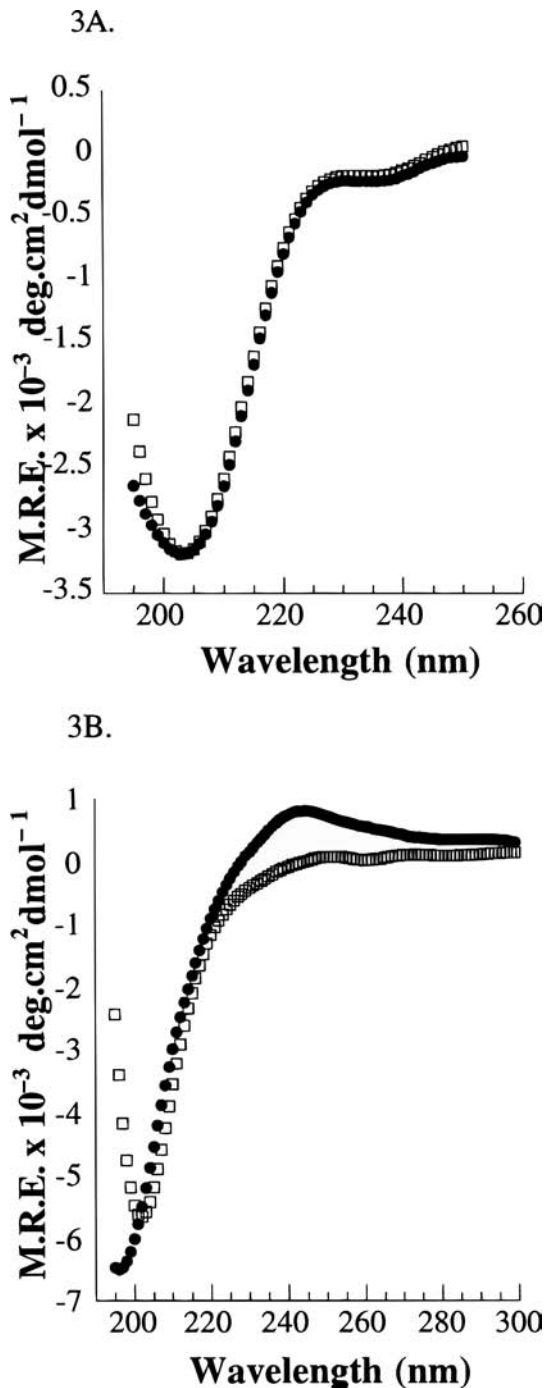 3A.
0.5
0
-0.5
-1
-1.5
-2
-2.5
-3
-3.5
M.R.E. x 10⁻³ deg.cm²dmol⁻¹
200 220 240 260
Wavelength (nm)
3B.
1
0
-1
-2
-3
-4
-5
-6
-7
M.R.E. x 10⁻³ deg.cm²dmol⁻¹
200 220 240 260 280 300
Wavelength (nm)